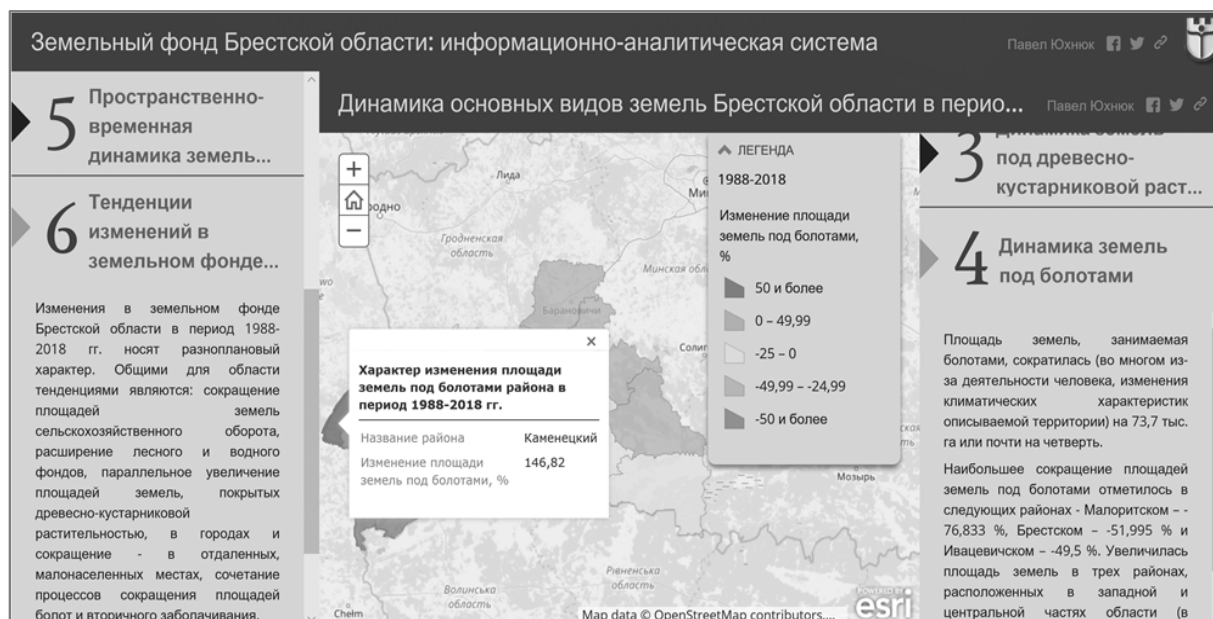 Земельный фонд Брестской области: информационно-аналитическая система
Павел Юхнюк
5
Пространственно-
временная
динамика земель...
6
Тенденции
изменений в
земельном фонде...
Изменения в земельном фонде
Брестской области в период 1988-
2018 гг. носят разноплановый
характер. Общими для области
тенденциями являются: сокращение
площадей земель
сельскохозяйственного оборота,
расширение лесного и водного
фондов, параллельное увеличение
площадей земель, покрытых
древесно-кустарниковой
растительностью, в городах и
сокращение - в отдаленных,
малонаселенных местах, сочетание
процессов сокращения площадей
болот и вторичного заболачивания.
Динамика основных видов земель Брестской области в перио...
Павел Юхнюк
+
−
Лида
одно
Гродненская
область
Ми
Минская обл
Барановичи
Солиг
Мозырь
Рівненська
область
Волинська
область
Chełm
Характер изменения площади
земель под болотами района в
период 1988-2018 гг.
Название района Каменецкий
Изменение площади 146,82
земель под болотами, %
ЛЕГЕНДА
1988-2018
Изменение площади
земель под болотами,
%
50 и более
0 – 49,99
-25 – 0
-49,99 – -24,99
-50 и более
Map data © OpenStreetMap contributors,...
POWERED BY
esri
3
Динамика земель
под древесно-
кустарниковой раст...
4
Динамика земель
под болотами
Площадь земель, занимаемая
болотами, сократилась (во многом из-
за деятельности человека, изменения
климатических характеристик
описываемой территории) на 73,7 тыс.
га или почти на четверть.
Наибольшее сокращение площадей
земель под болотами отметилось в
следующих районах - Малоритском – -
76,833 %, Брестском – -51,995 % и
Ивацевичском – -49,5 %. Увеличилась
площадь земель в трех районах,
расположенных в западной и
центральной частях области (в